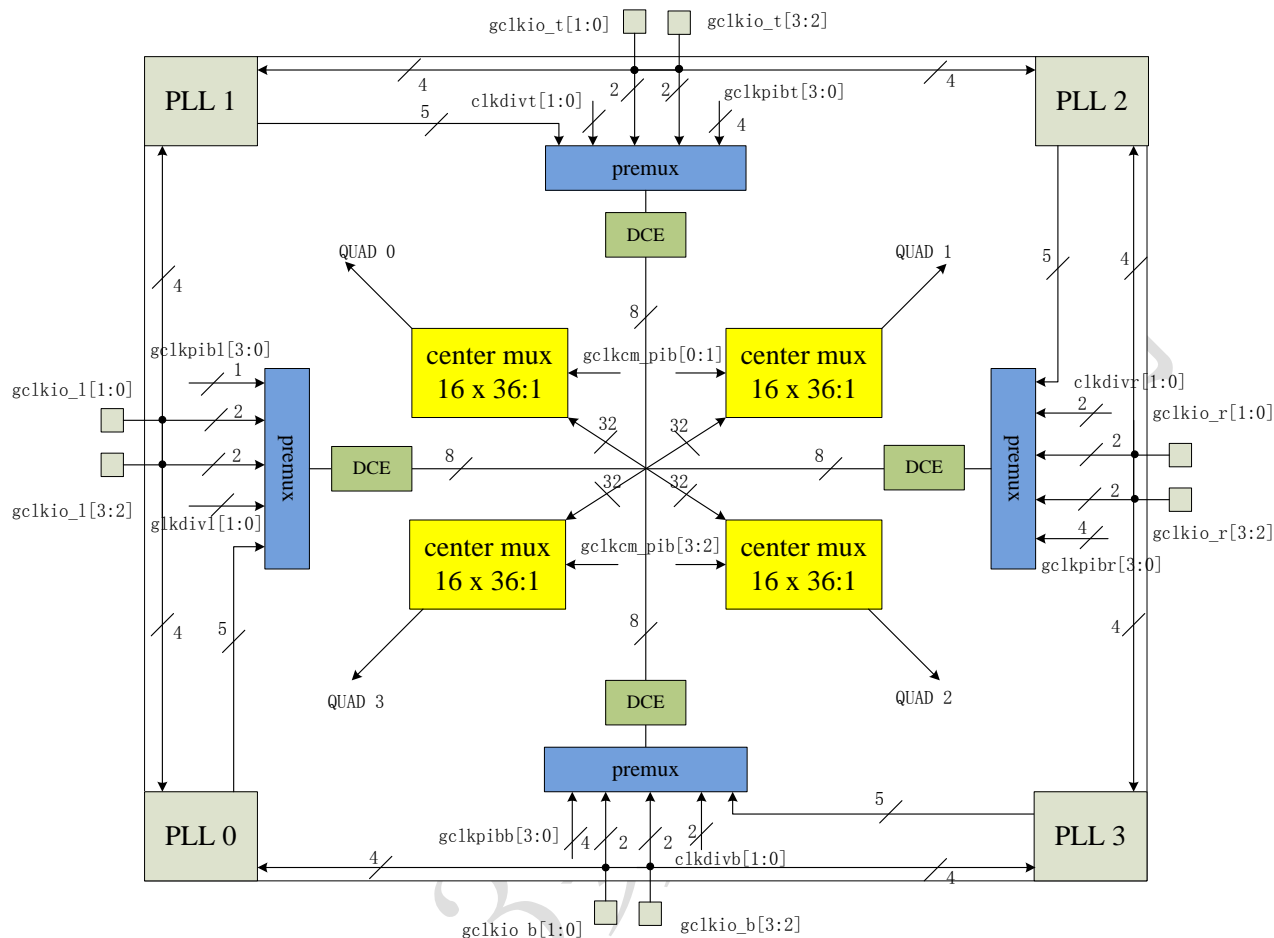 gclkio_t[1:0]
gclkio_t[3:2]
PLL 1
4
5
clkdivt[1:0]
2
2
gclkpibt[3:0]
4
4
PLL 2
premux
DCE
QUAD 0
QUAD 1
4
5
4
8
gclkpibl[3:0]
1
gclkio_l[1:0]
2
2
gclkio_l[3:2]
glkdivl[1:0]
premux
DCE
8
center mux
16 x 36:1
gclkcm_pib[0:1]
center mux
16 x 36:1
32
32
32
32
8
DCE
premux
clkdivr[1:0]
2
gclkio_r[1:0]
2
2
gclkio_r[3:2]
4
gclkpibr[3:0]
center mux
16 x 36:1
gclkcm_pib[3:2]
center mux
16 x 36:1
4
5
8
4
QUAD 3
QUAD 2
DCE
premux
PLL 0
gclkpibb[3:0]
4
2
2
2
clkdivb[1:0]
5
PLL 3
4
4
gclkio_b[1:0]
gclkio_b[3:2]